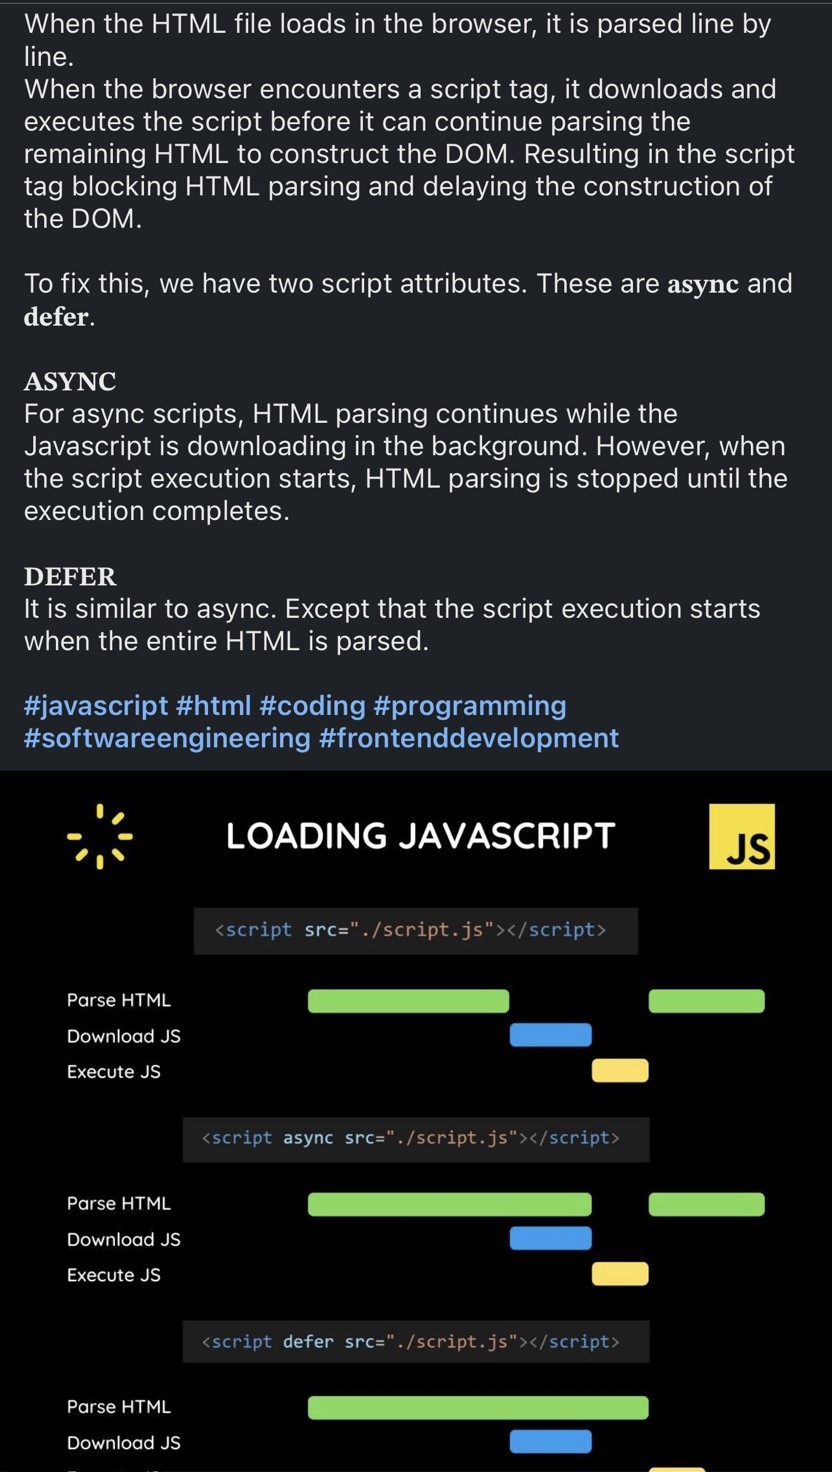 When the HTML file loads in the browser, it is parsed line by
line.
When the browser encounters a script tag, it downloads and
executes the script before it can continue parsing the
remaining HTML to construct the DOM. Resulting in the script
tag blocking HTML parsing and delaying the construction of
the DOM.
To fix this, we have two script attributes. These are async and
defer.
ASYNC
For async scripts, HTML parsing continues while the
Javascript is downloading in the background. However, when
the script execution starts, HTML parsing is stopped until the
execution completes.
DEFER
It is similar to async. Except that the script execution starts
when the entire HTML is parsed.
#javascript #html #coding #programming
#softwareengineering #frontenddevelopment
LOADING JAVASCRIPT
JS
<script src="./script.js"></script>
Parse HTML
Download JS
Execute JS
<script async src="./script.js"></script>
Parse HTML
Download JS
Execute JS
<script defer src="./script.js"></script>
Parse HTML
Download JS